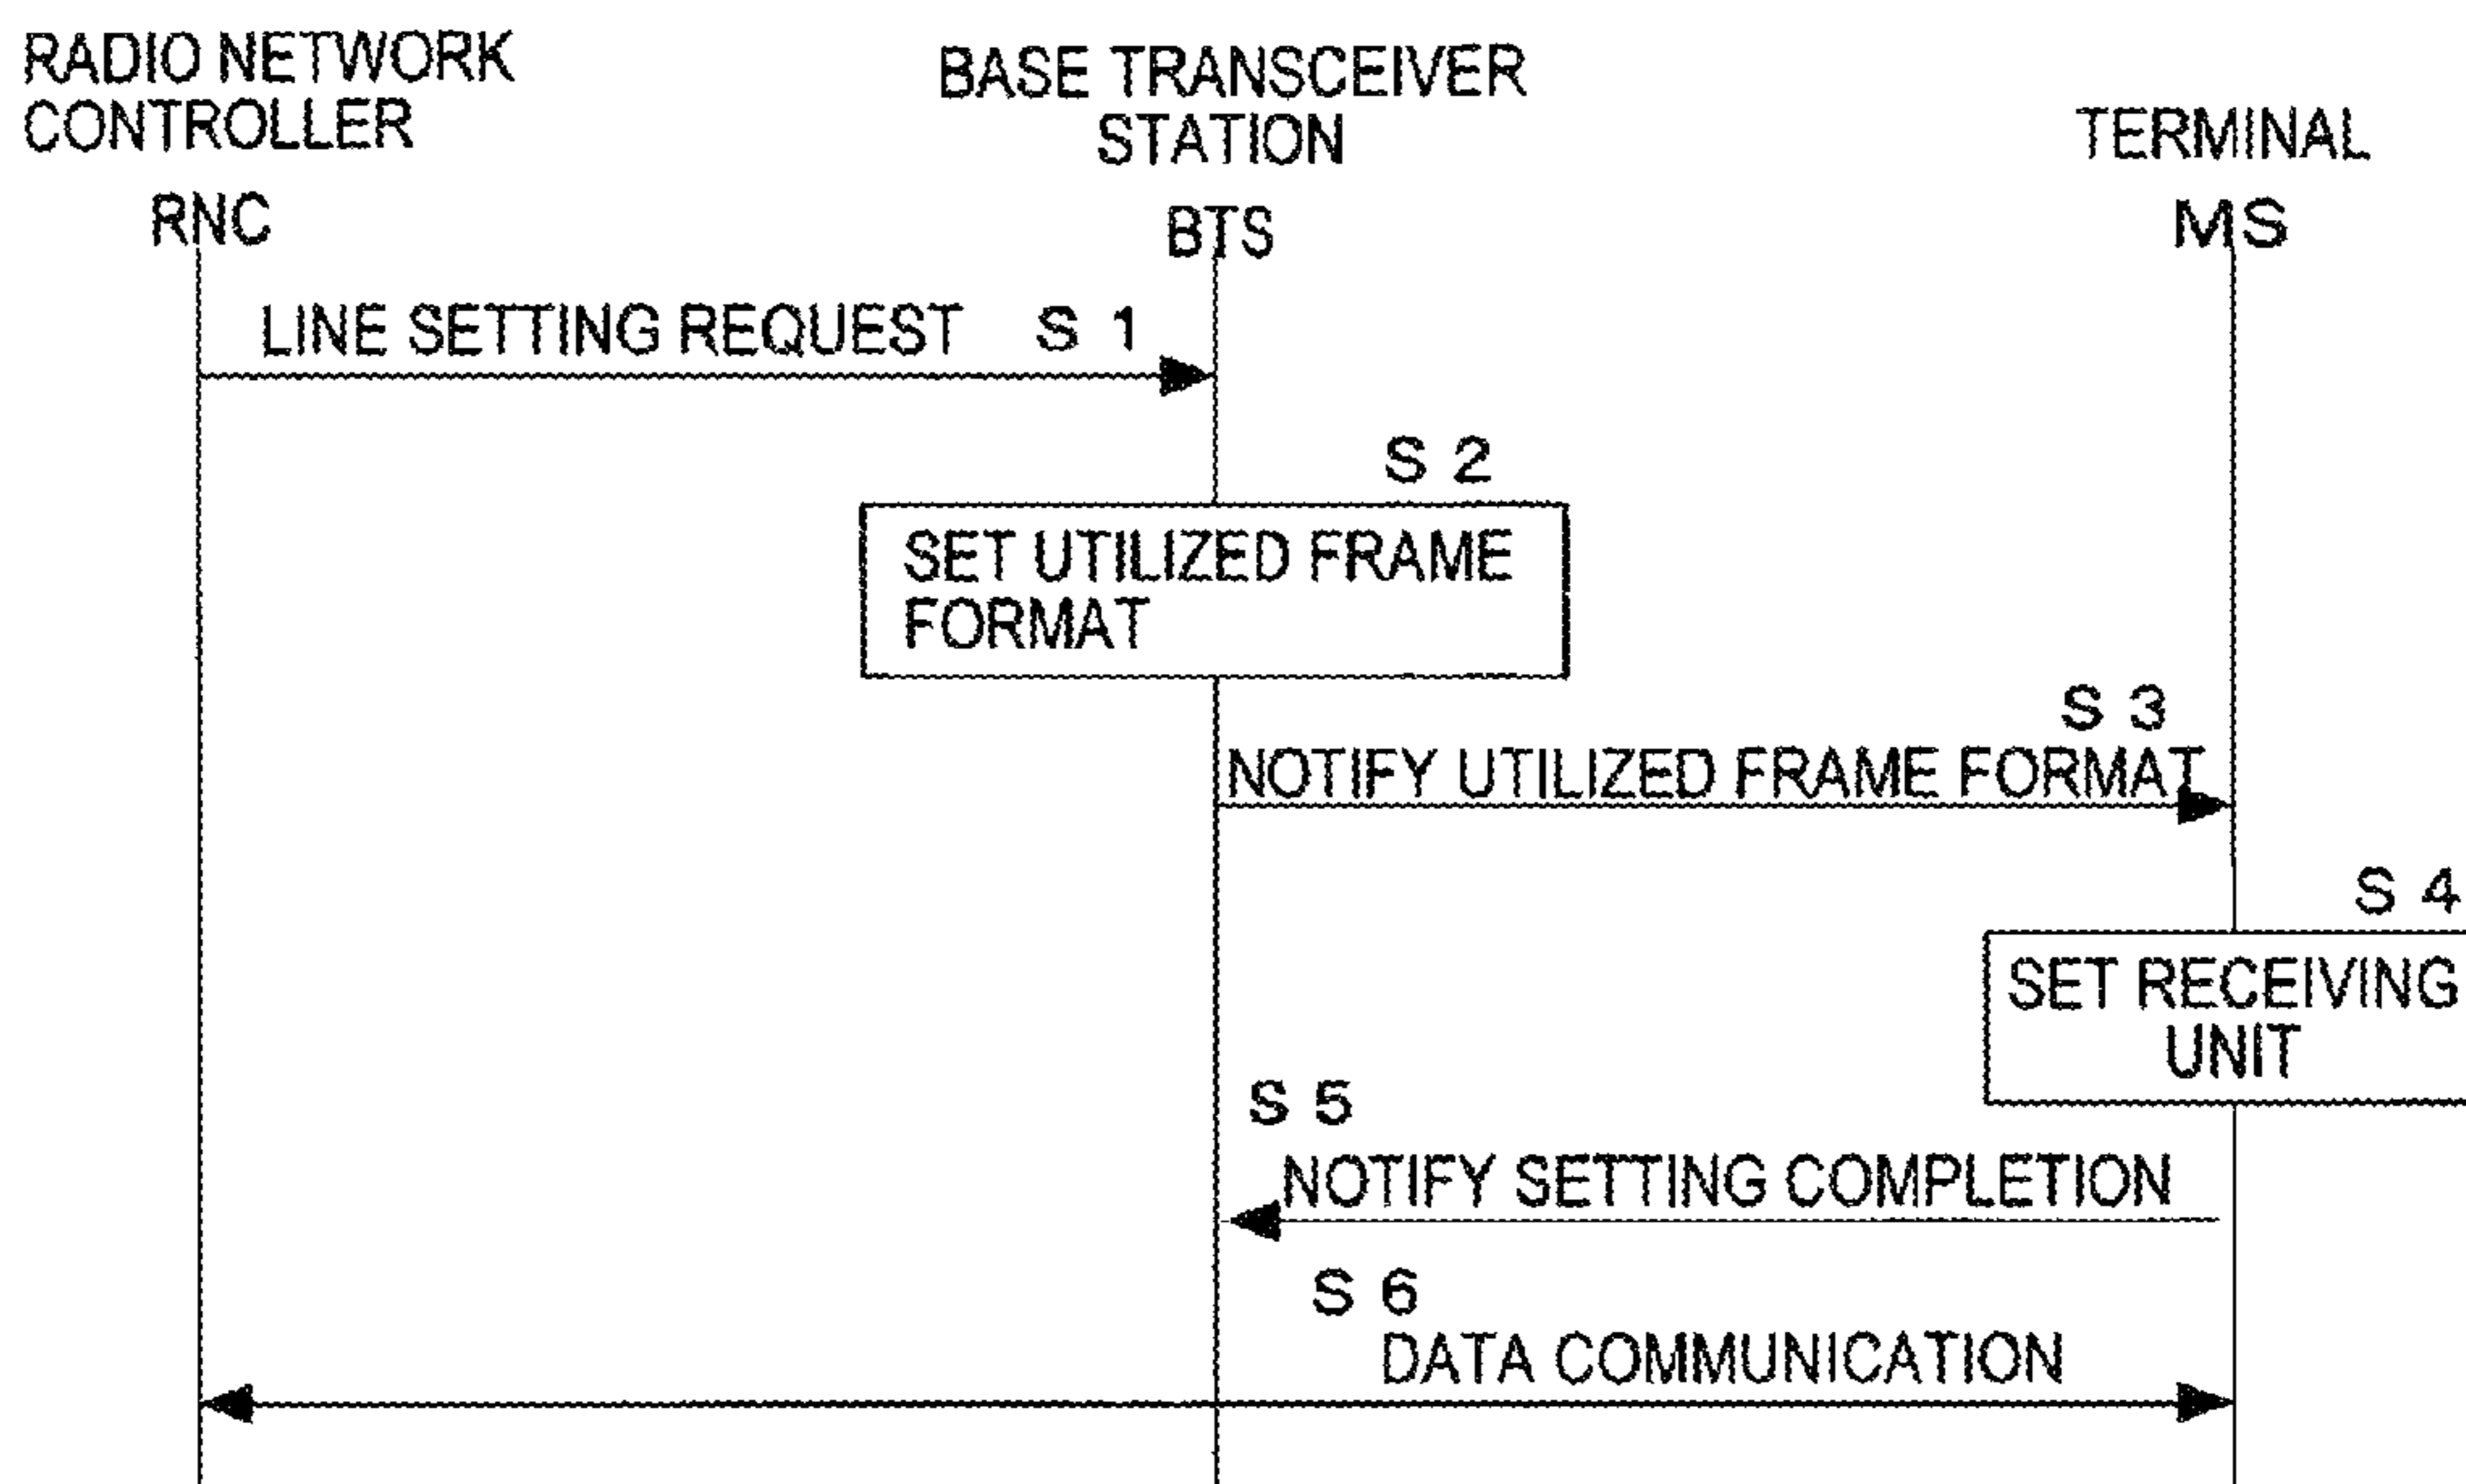 RADIO NETWORK
CONTROLLER
RNC
BASE TRANSCEIVER
STATION
BTS
TERMINAL
MS
LINE SETTING REQUEST S 1
S 2
SET UTILIZED FRAME
FORMAT
S 3
NOTIFY UTILIZED FRAME FORMAT
S 4
SET RECEIVING
UNIT
S 5
NOTIFY SETTING COMPLETION
S 6
DATA COMMUNICATION